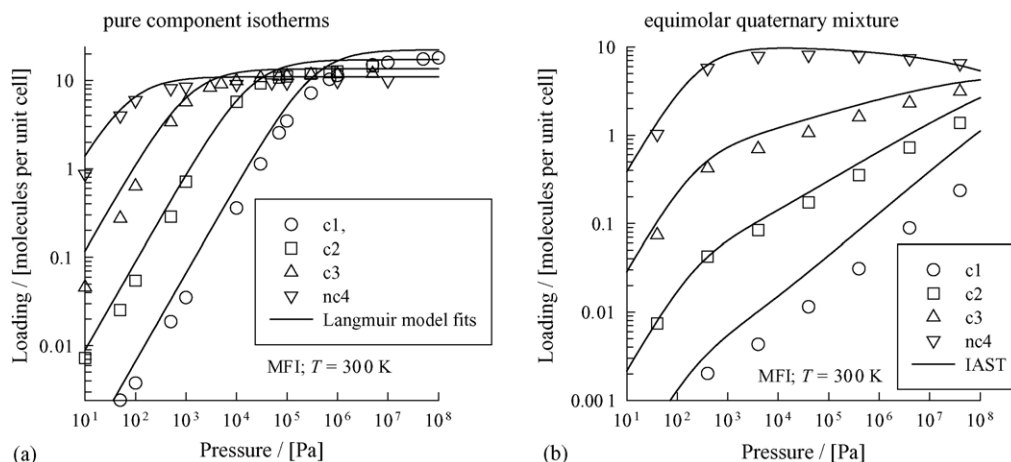 pure component isotherms
Loading / [molecules per unit cell]
10
1
0.1
0.01
c1,
c2
c3
nc4
Langmuir model fits
MFI; T = 300 K
10¹ 10² 10³ 10⁴ 10⁵ 10⁶ 10⁷ 10⁸
(a) Pressure / [Pa]
equimolar quaternary mixture
Loading / [molecules per unit cell]
10
1
0.1
0.01
0.001
c1
c2
c3
nc4
IAST
MFI; T = 300 K
10¹ 10² 10³ 10⁴ 10⁵ 10⁶ 10⁷ 10⁸
(b) Pressure / [Pa]